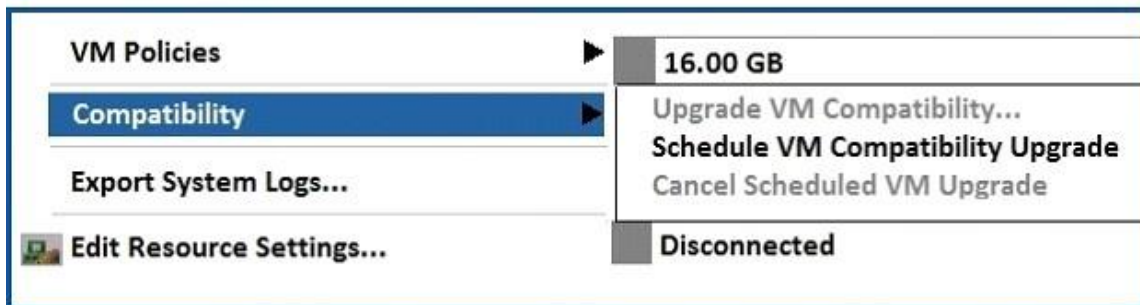 VM Policies
16.00 GB
Compatibility
Upgrade VM Compatibility...
Schedule VM Compatibility Upgrade
Cancel Scheduled VM Upgrade
Export System Logs...
Edit Resource Settings...
Disconnected